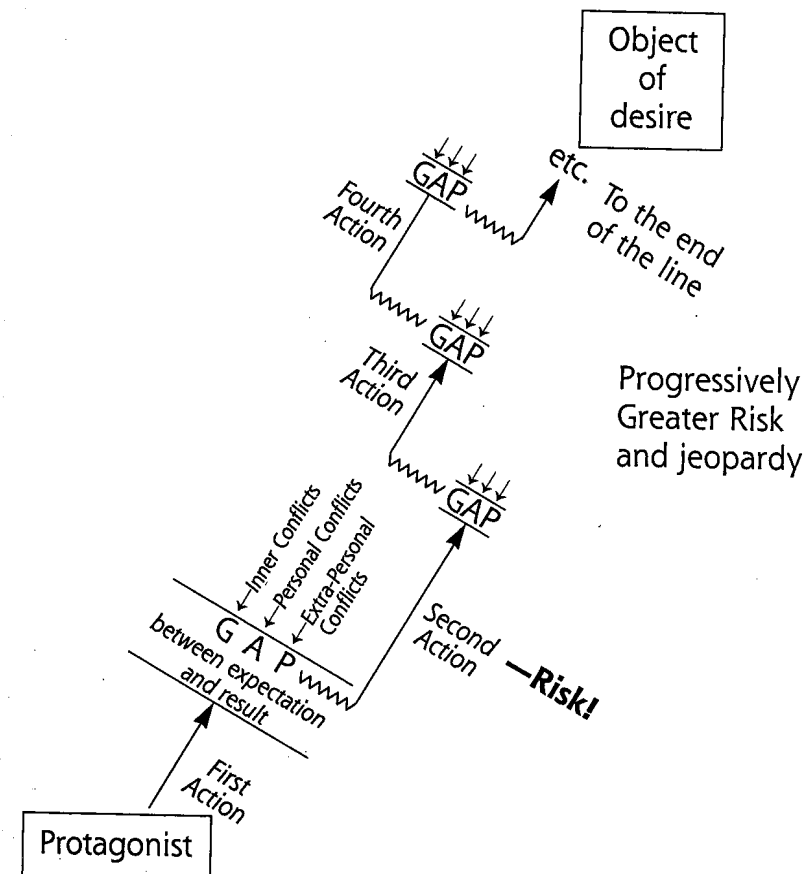 Object
of
desire
etc. To the end
of the line
GAP
Fourth
Action
GAP
Third
Action
Progressively
Greater Risk
and jeopardy
GAP
Inner Conflicts
Personal Conflicts
Extra-Personal
Conflicts
GAP
between expectation
and result
Second
Action
—Risk!
First
Action
Protagonist